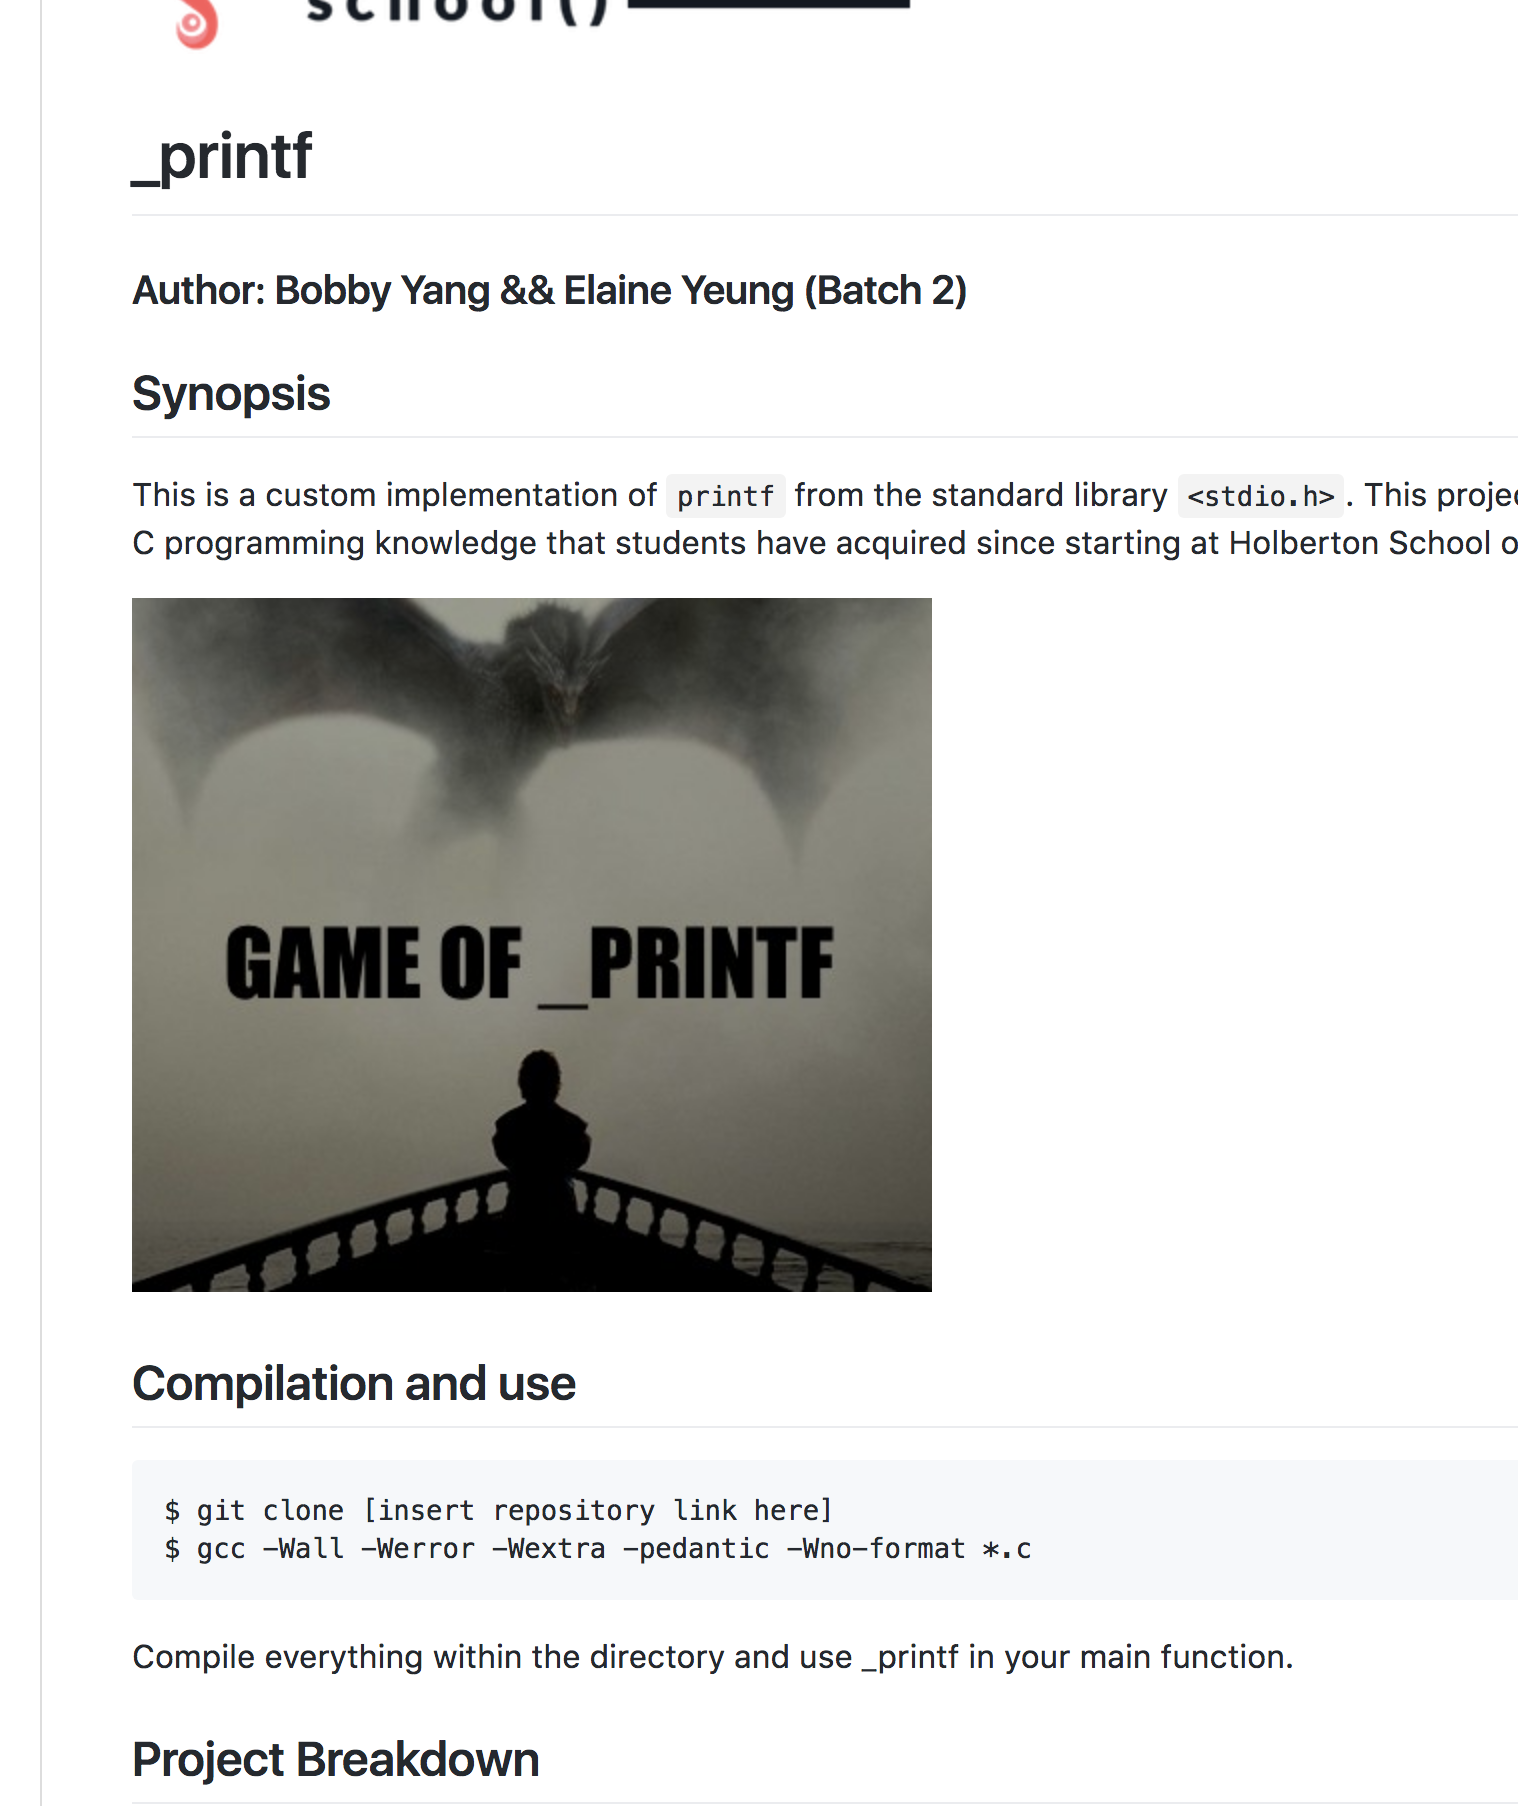 school()
_printf
Author: Bobby Yang && Elaine Yeung (Batch 2)
Synopsis
This is a custom implementation of printf from the standard library <stdio.h>. This
C programming knowledge that students have acquired since starting at Holberton School
GAME OF _PRINTF
Compilation and use
$ git clone [insert repository link here]
$ gcc -Wall -Werror -Wextra -pedantic -Wno-format *.c
Compile everything within the directory and use _printf in your main function.
Project Breakdown